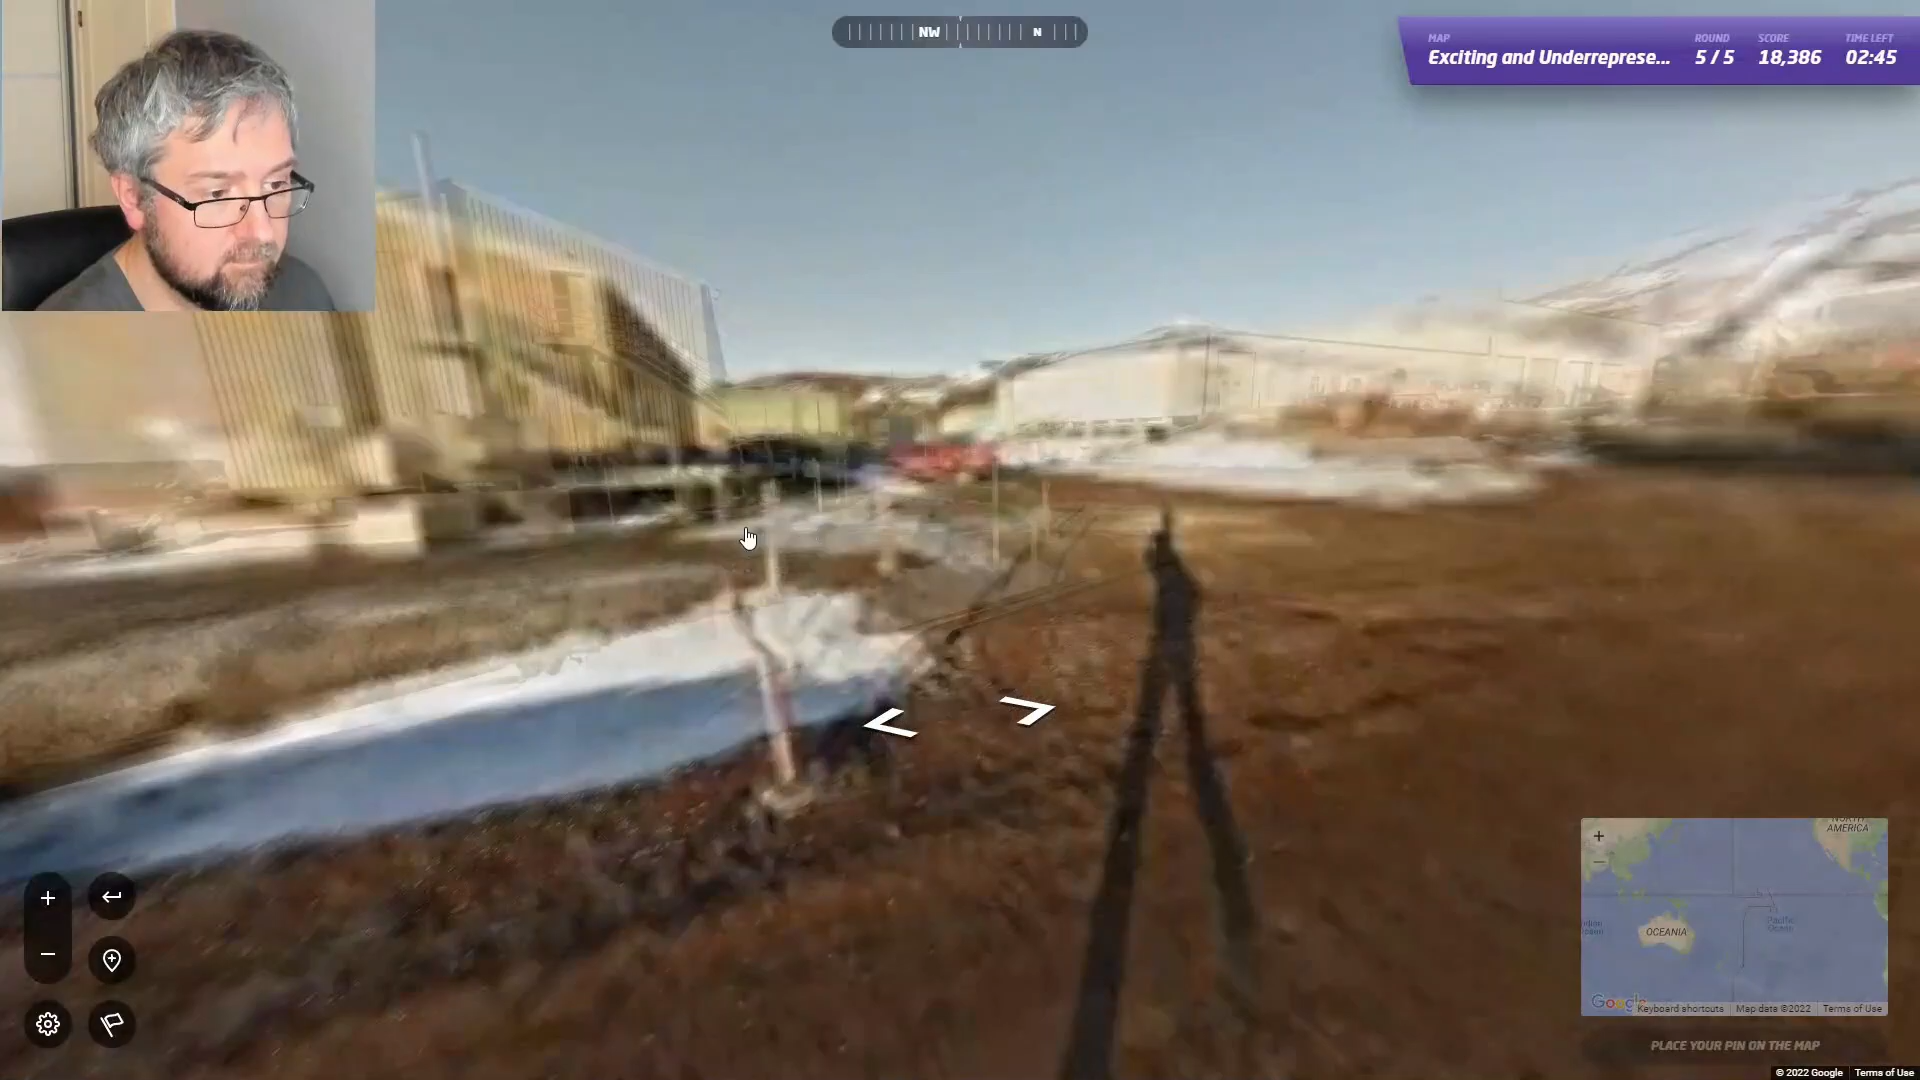 NW
N
MAP
Exciting and Underreprese...
ROUND
5 / 5
SCORE
18,386
TIME LEFT
02:45
NORTH
AMERICA
OCEANIA
Pacific
Ocean
Google
Keyboard shortcuts
Map data ©2022
Terms of Use
PLACE YOUR PIN ON THE MAP
© 2022 Google
Terms of Use